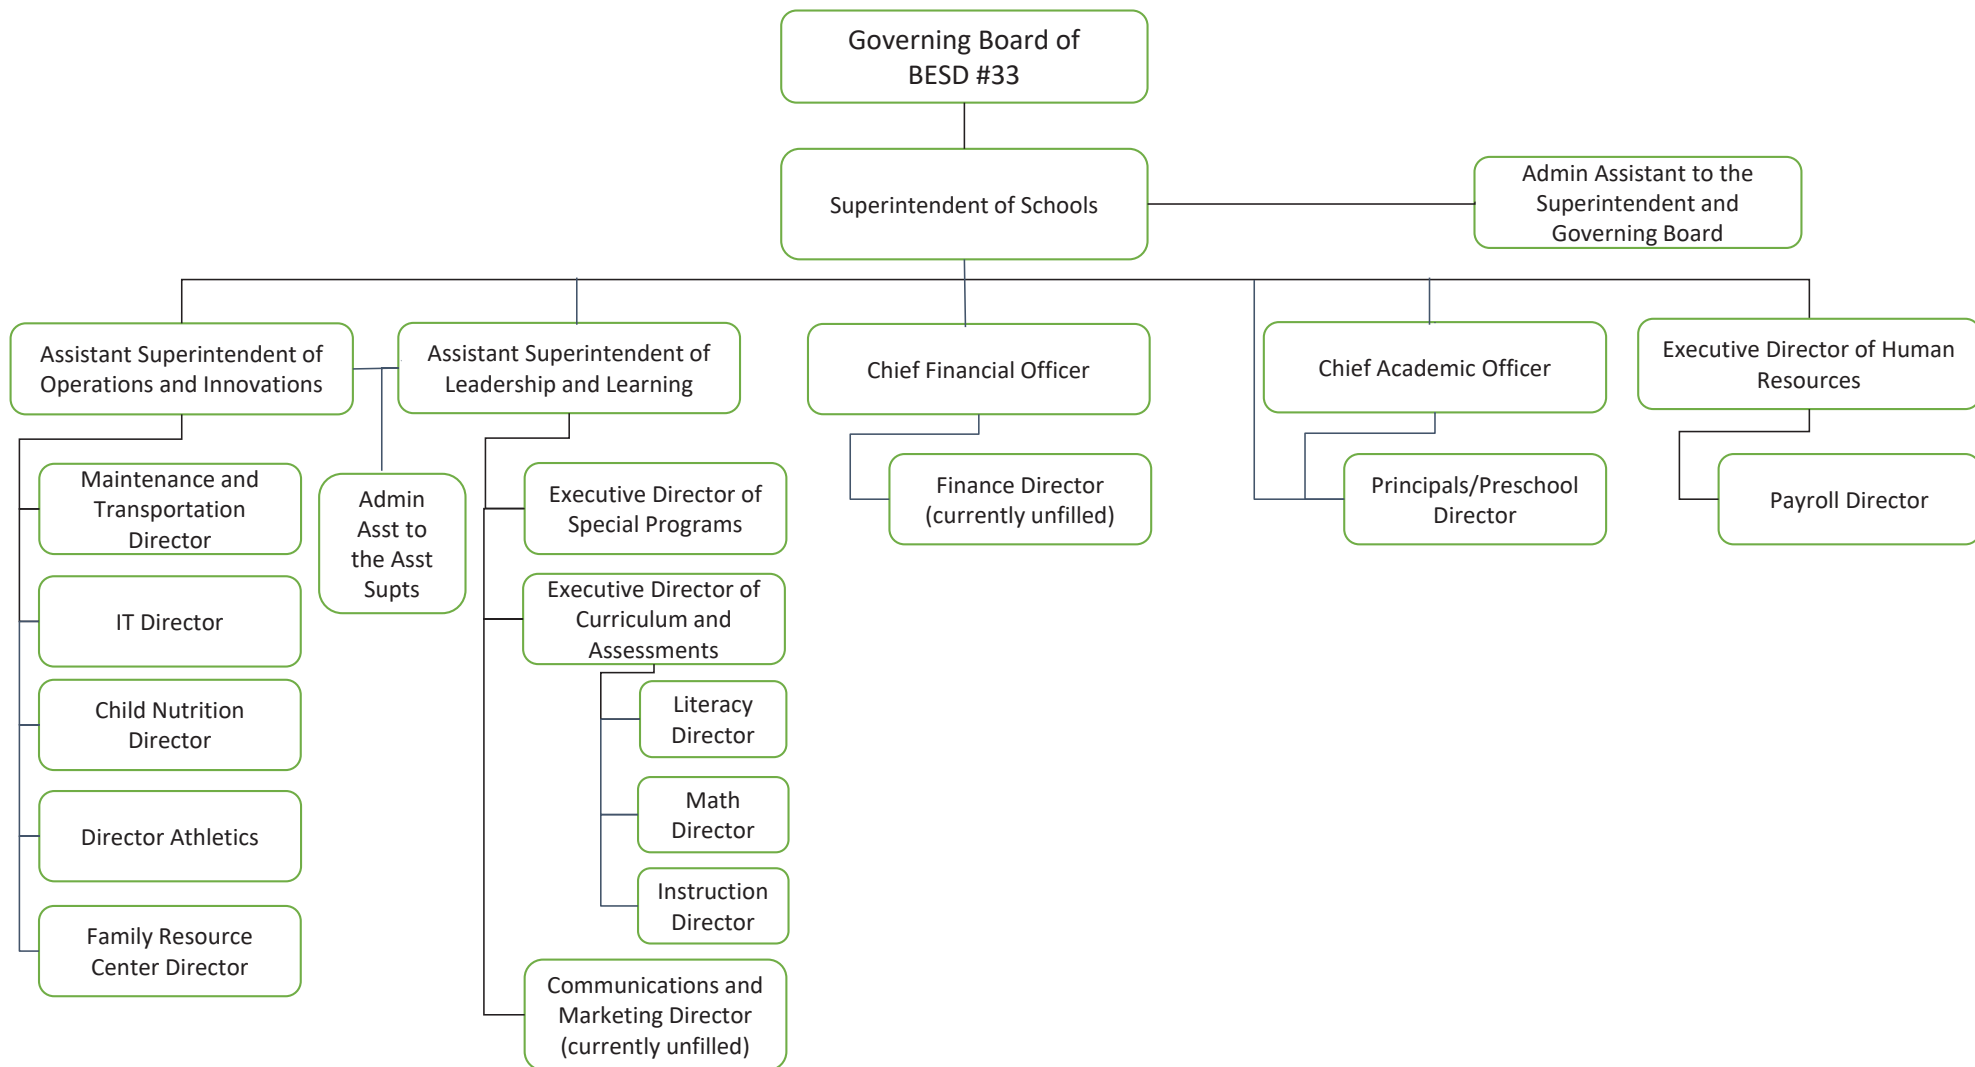 Governing Board of
BESD #33
Superintendent of Schools
Admin Assistant to the
Superintendent and
Governing Board
Assistant Superintendent of
Operations and Innovations
Assistant Superintendent of
Leadership and Learning
Chief Financial Officer
Chief Academic Officer
Executive Director of Human
Resources
Maintenance and
Transportation
Director
Admin
Asst to
the Asst
Supts
Executive Director of
Special Programs
Finance Director
(currently unfilled)
Principals/Preschool
Director
Payroll Director
IT Director
Executive Director of
Curriculum and
Assessments
Child Nutrition
Director
Literacy
Director
Math
Director
Director Athletics
Instruction
Director
Family Resource
Center Director
Communications and
Marketing Director
(currently unfilled)